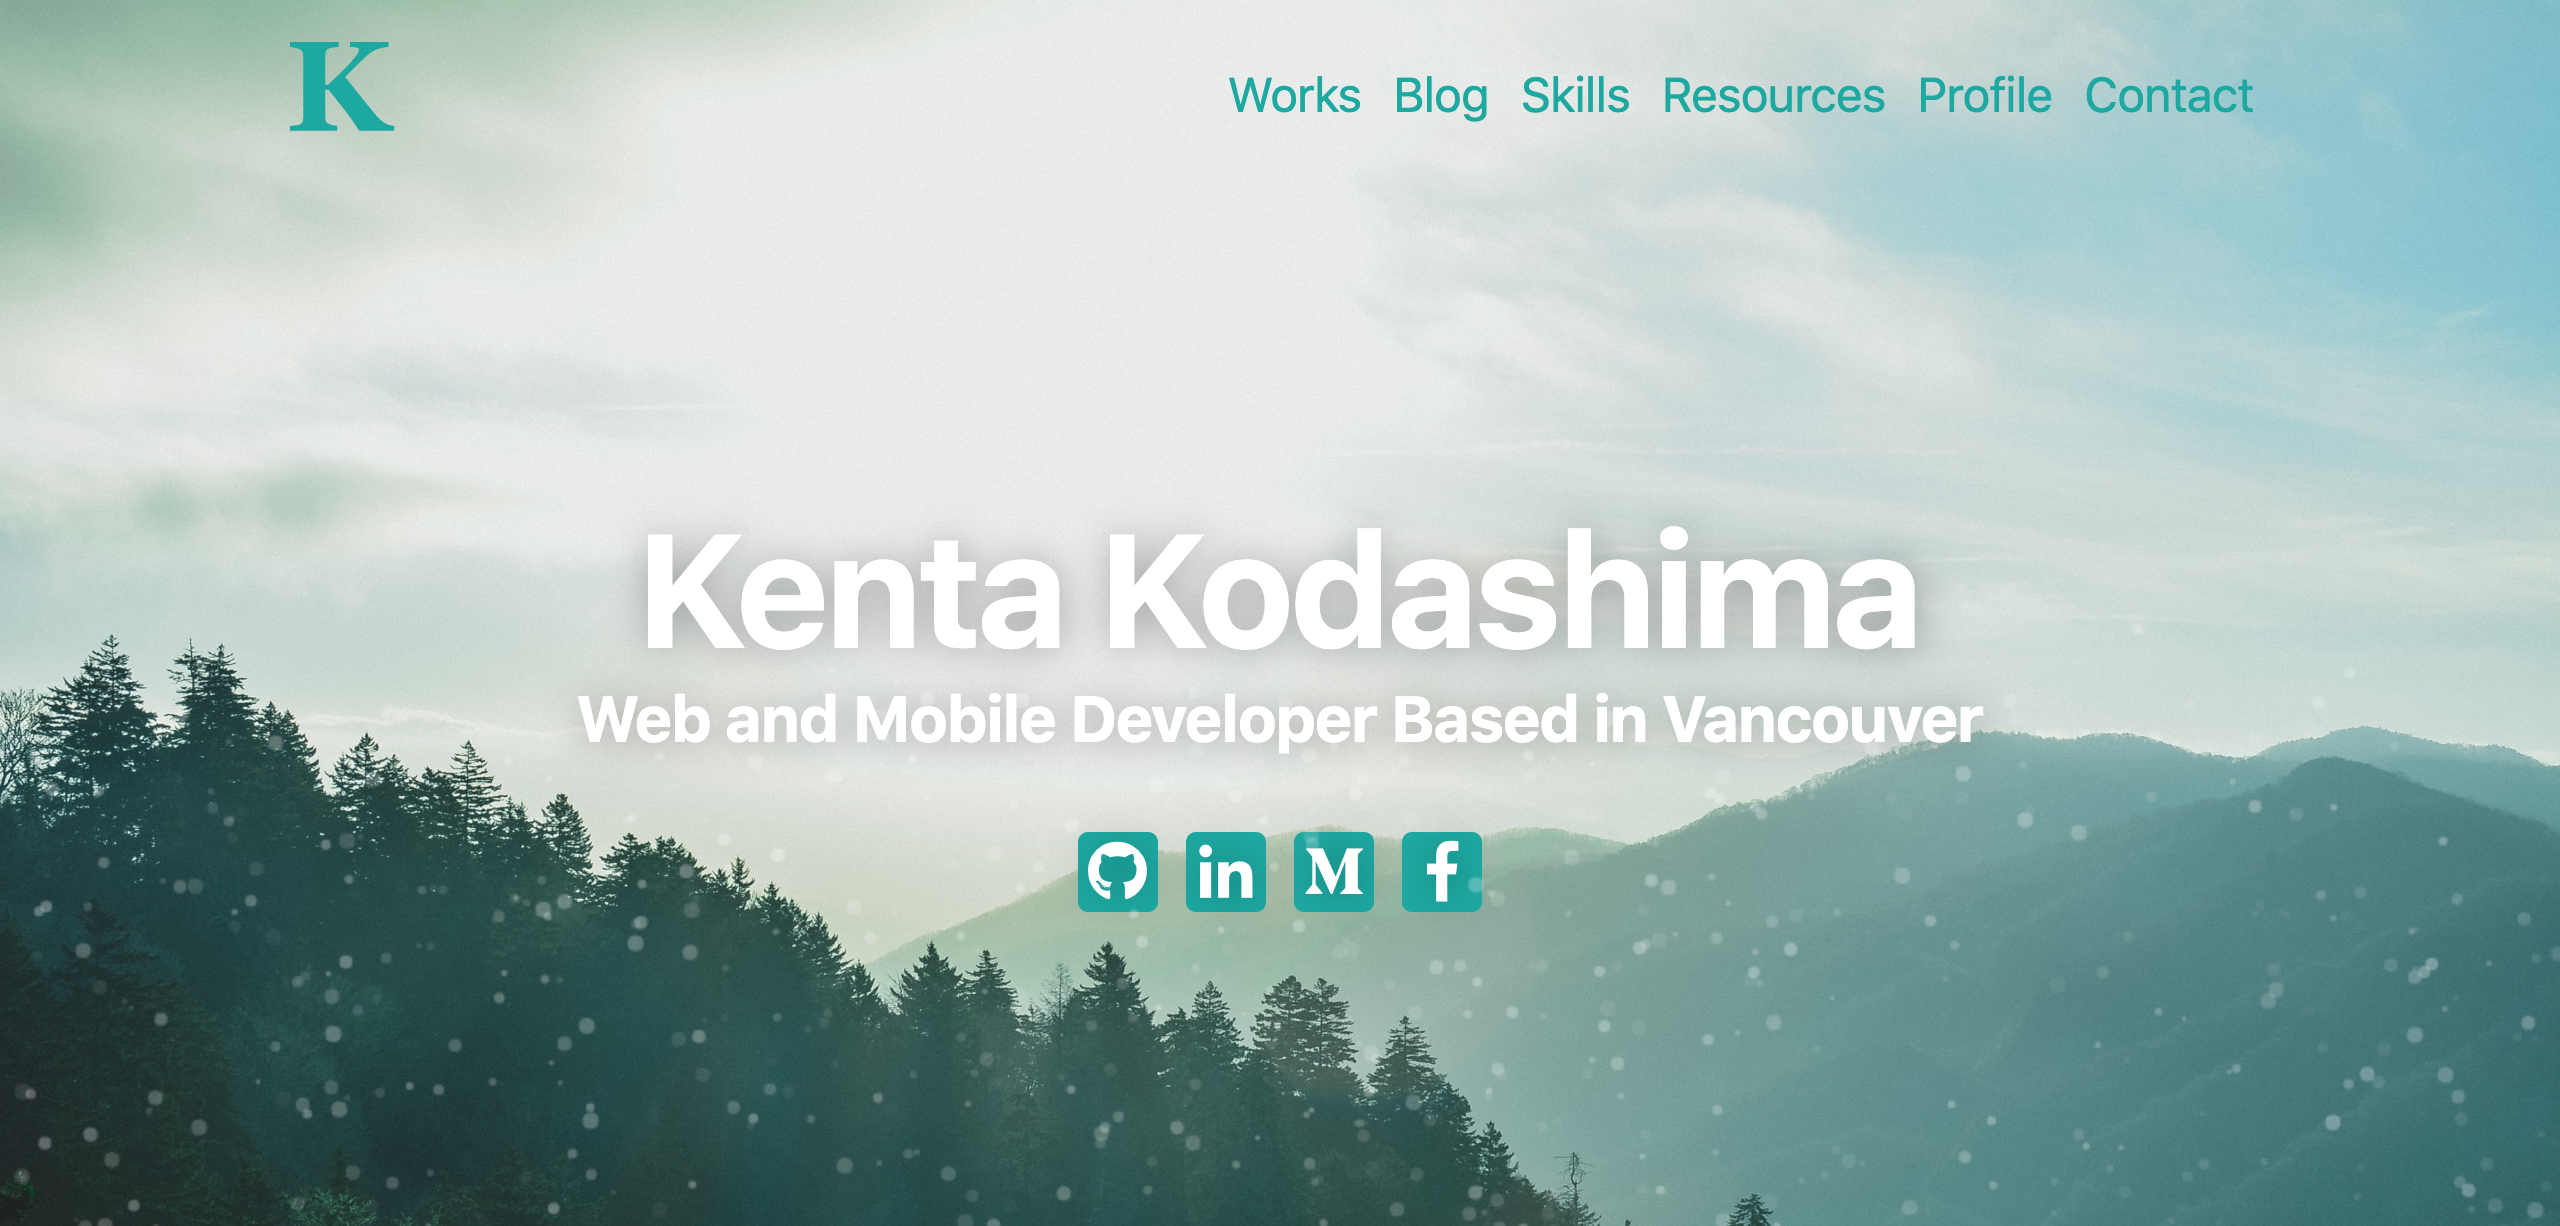 K
Works Blog Skills Resources Profile Contact
Kenta Kodashima
Web and Mobile Developer Based in Vancouver
in M f